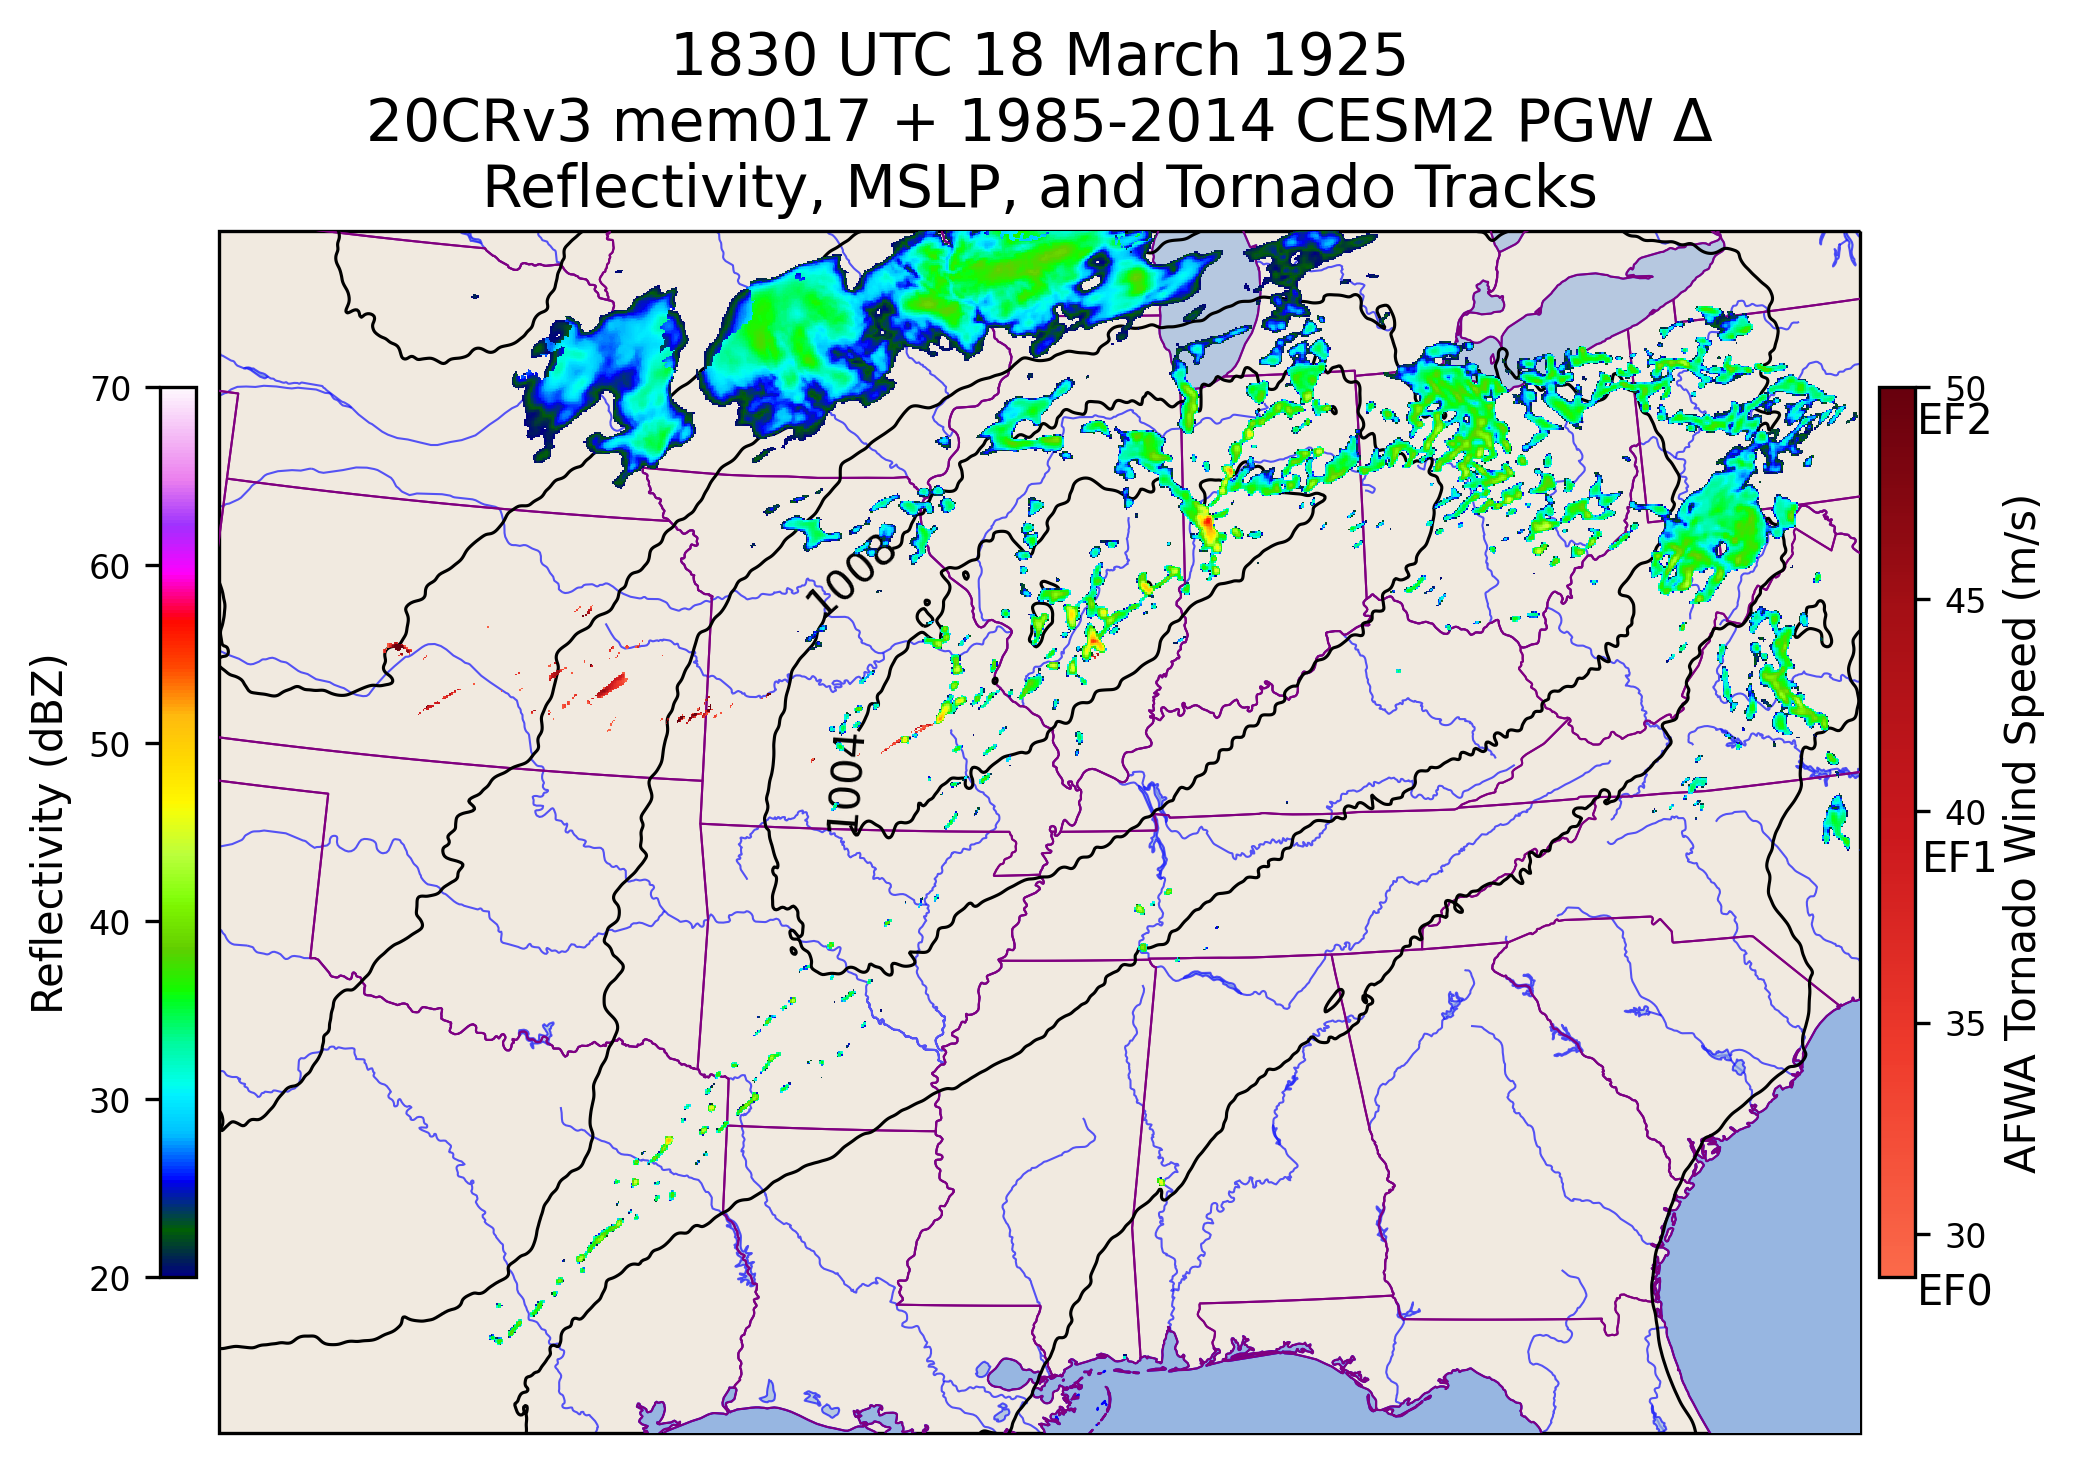 1830 UTC 18 March 1925
20CRv3 mem017 + 1985-2014 CESM2 PGW Δ
Reflectivity, MSLP, and Tornado Tracks
70
60
50
40
30
20
Reflectivity (dBZ)
1008
1004
50
EF2
45
40
EF1
35
30
EF0
AFWA Tornado Wind Speed (m/s)